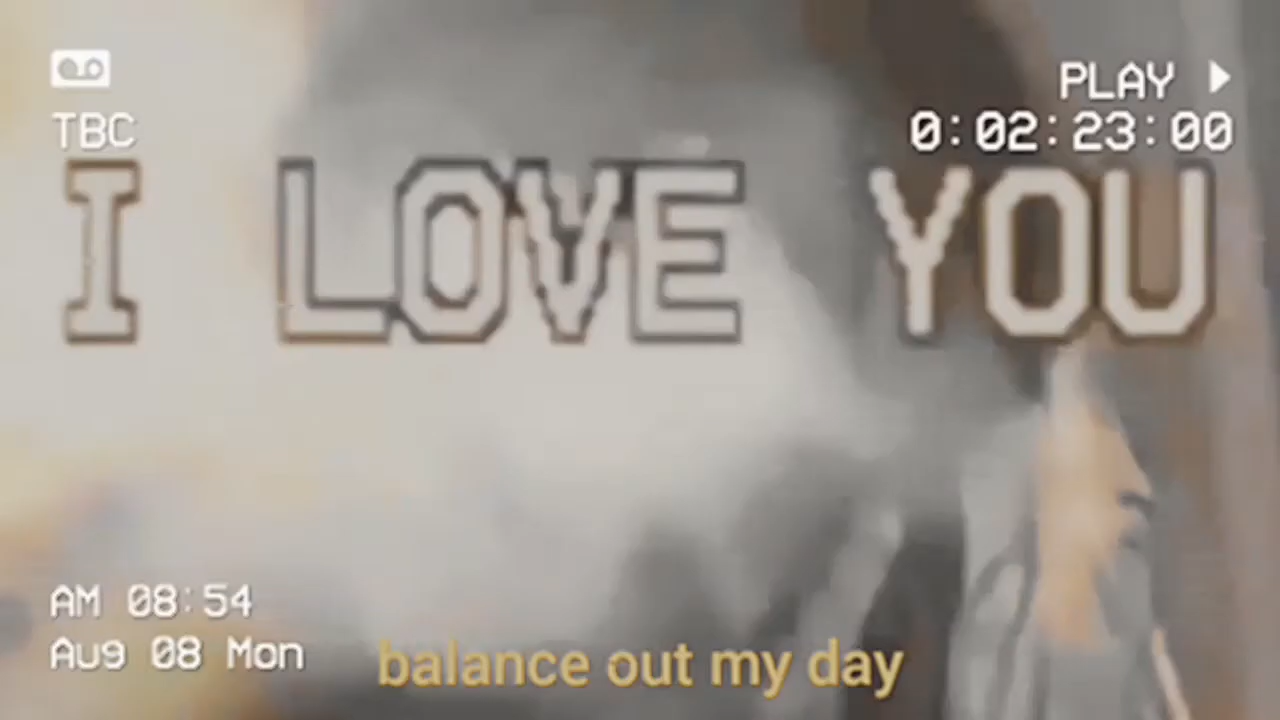 PLAY
TBC
0:02:23:00
I LOVE YOU
AM 08:54
Aug 08 Mon
balance out my day